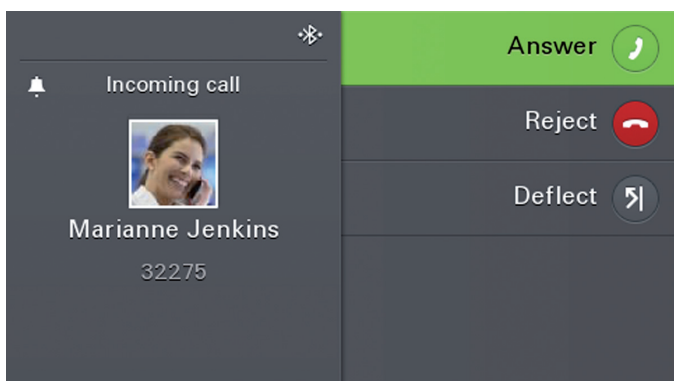 Incoming call
Marianne Jenkins
32275
Answer
Reject
Deflect